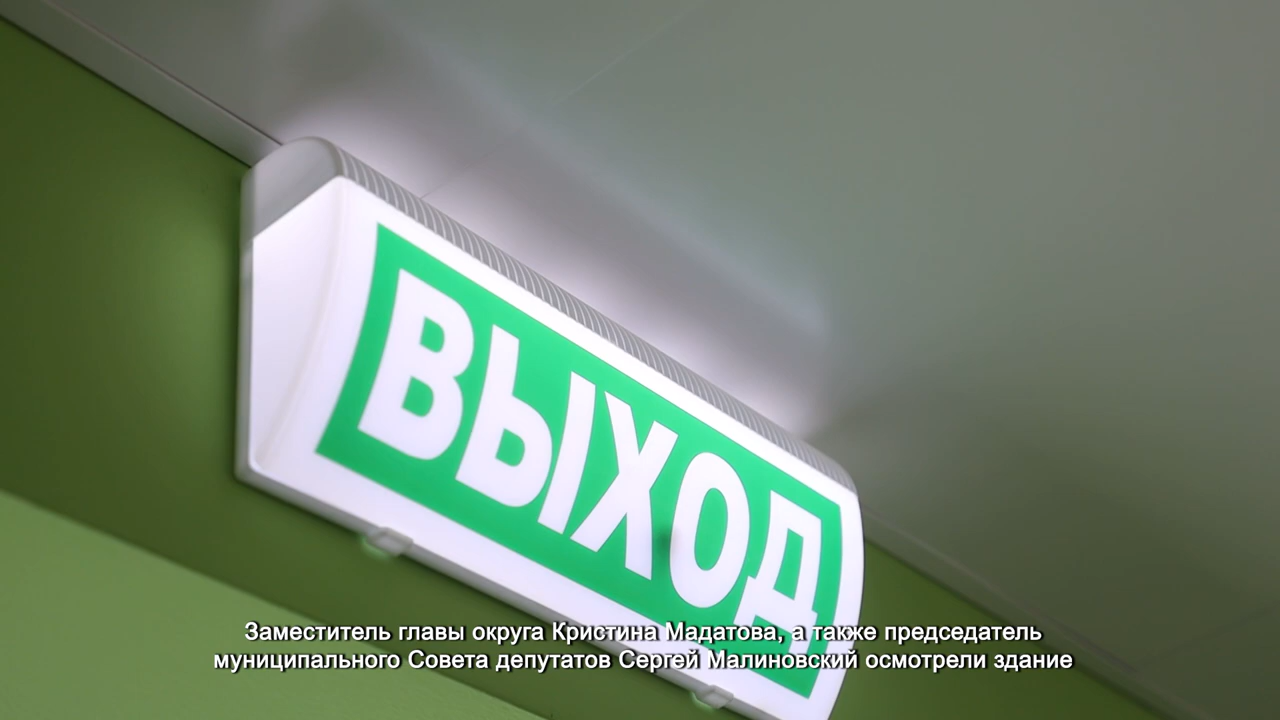 ВЫХОД
Заместитель главы округа Кристина Мадатова, а также председатель
муниципального Совета депутатов Сергей Малиновский осмотрели здание